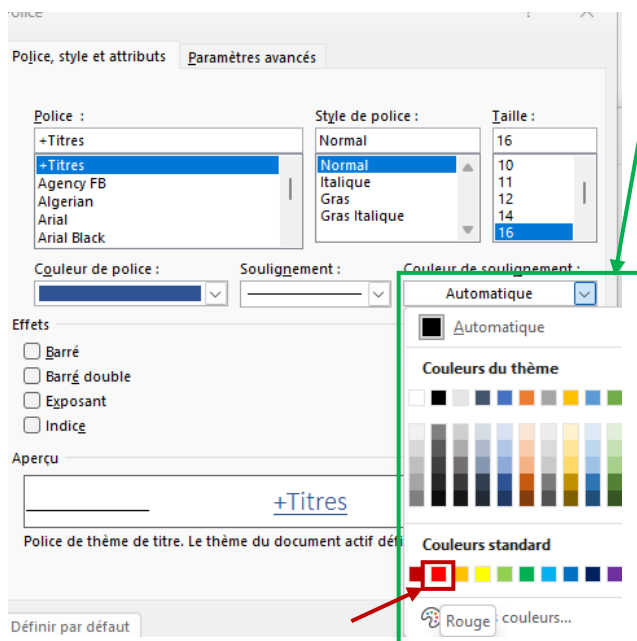 Police ?
Police, style et attributs Paramètres avancés
Police : Style de police : Taille :
+Titres Normal 16
+Titres Normal 10
Agency FB Italique 11
Algerian Gras 12
Arial Gras Italique 14
Arial Black 16
Couleur de police : Soulignement : Couleur de soulignement :
Automatique
Effets
Automatique
Barré
Couleurs du thème
Barré double
Exposant
Indice
Aperçu
+Titres
Police de thème de titre. Le thème du document actif défi
Couleurs standard
Rouge couleurs...
Définir par défaut